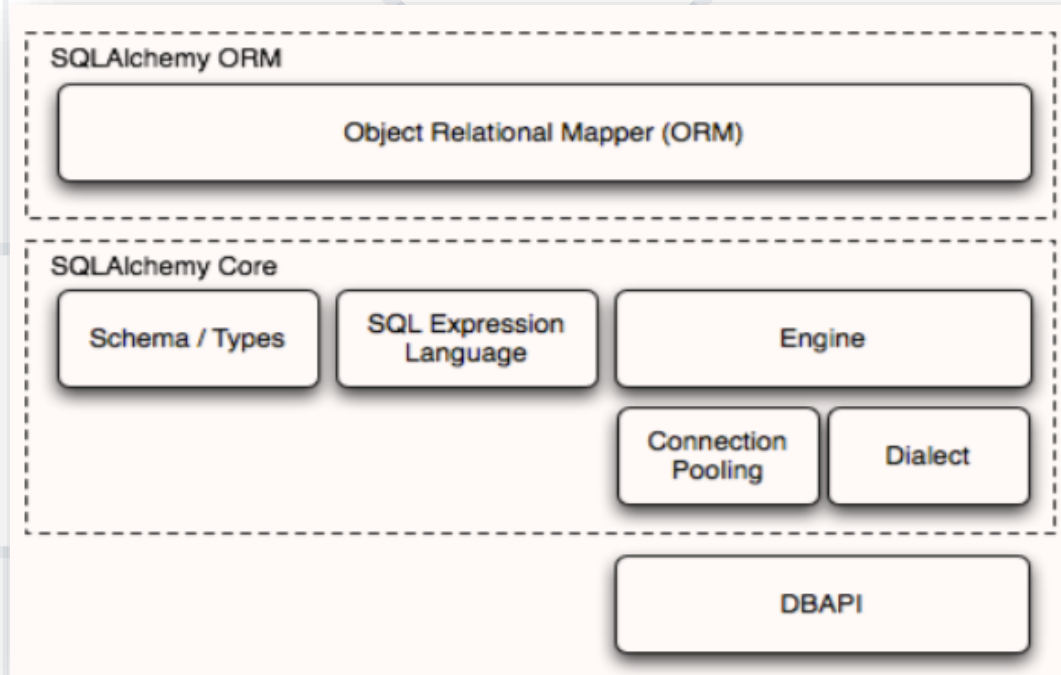 SQLAlchemy ORM
Object Relational Mapper (ORM)
SQLAlchemy Core
Schema / Types
SQL Expression
Language
Engine
Connection
Pooling
Dialect
DBAPI